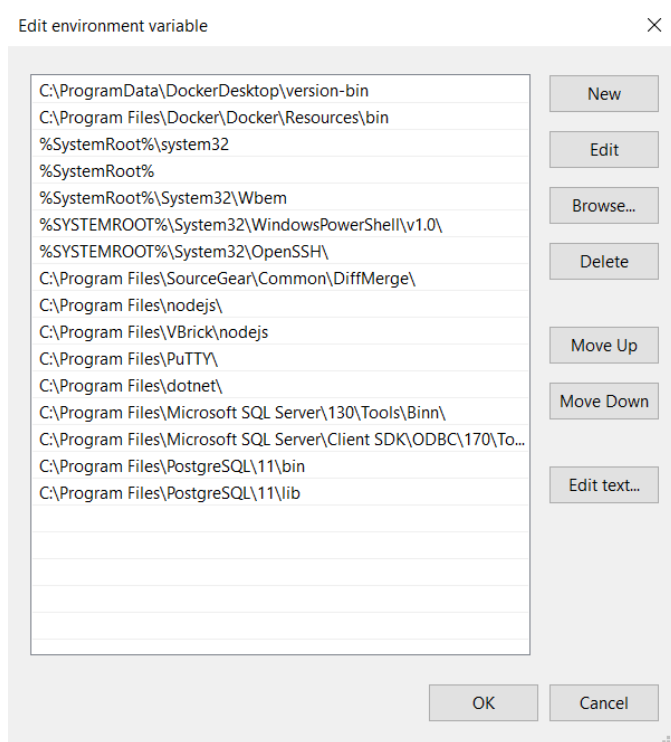 Edit environment variable
C:\ProgramData\DockerDesktop\version-bin
C:\Program Files\Docker\Docker\Resources\bin
%SystemRoot%\system32
%SystemRoot%
%SystemRoot%\System32\Wbem
%SYSTEMROOT%\System32\WindowsPowerShell\v1.0\
%SYSTEMROOT%\System32\OpenSSH\
C:\Program Files\SourceGear\Common\DiffMerge\
C:\Program Files\nodejs\
C:\Program Files\VBrick\nodejs
C:\Program Files\PuTTY\
C:\Program Files\dotnet\
C:\Program Files\Microsoft SQL Server\130\Tools\Binn\
C:\Program Files\Microsoft SQL Server\Client SDK\ODBC\170\To...
C:\Program Files\PostgreSQL\11\bin
C:\Program Files\PostgreSQL\11\lib
New
Edit
Browse...
Delete
Move Up
Move Down
Edit text...
OK
Cancel